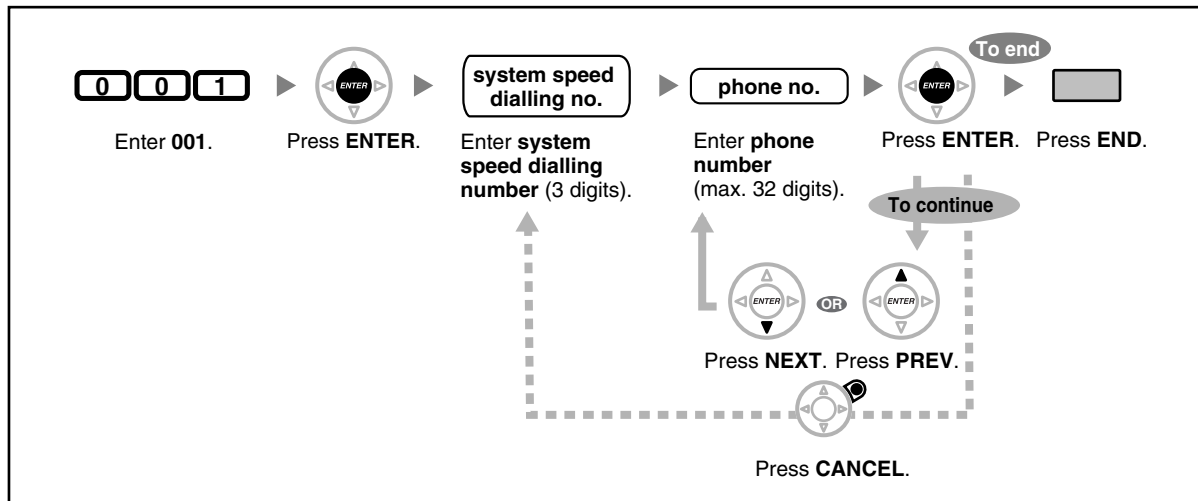 0 0 1
ENTER
system speed
dialling no.
phone no.
ENTER
To end
Enter 001.
Press ENTER.
Enter system
speed dialling
number (3 digits).
Enter phone
number
(max. 32 digits).
Press ENTER.
Press END.
To continue
ENTER
OR
ENTER
Press NEXT.
Press PREV.
Press CANCEL.